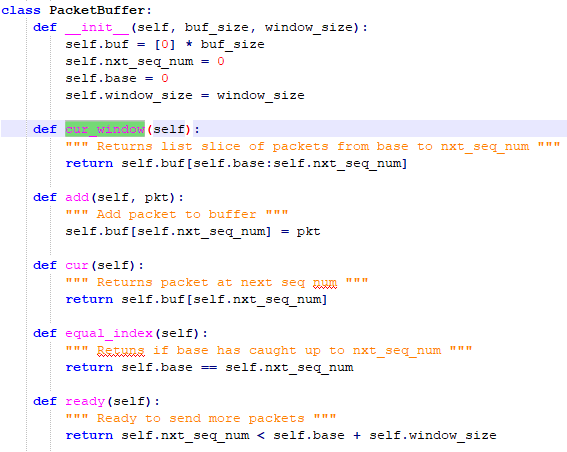 class PacketBuffer:
    def __init__(self, buf_size, window_size):
        self.buf = [0] * buf_size
        self.nxt_seq_num = 0
        self.base = 0
        self.window_size = window_size

    def cur_window(self):
        """ Returns list slice of packets from base to nxt_seq_num """
        return self.buf[self.base:self.nxt_seq_num]

    def add(self, pkt):
        """ Add packet to buffer """
        self.buf[self.nxt_seq_num] = pkt

    def cur(self):
        """ Returns packet at next seq num """
        return self.buf[self.nxt_seq_num]

    def equal_index(self):
        """ Retuns if base has caught up to nxt_seq_num """
        return self.base == self.nxt_seq_num

    def ready(self):
        """ Ready to send more packets """
        return self.nxt_seq_num < self.base + self.window_size